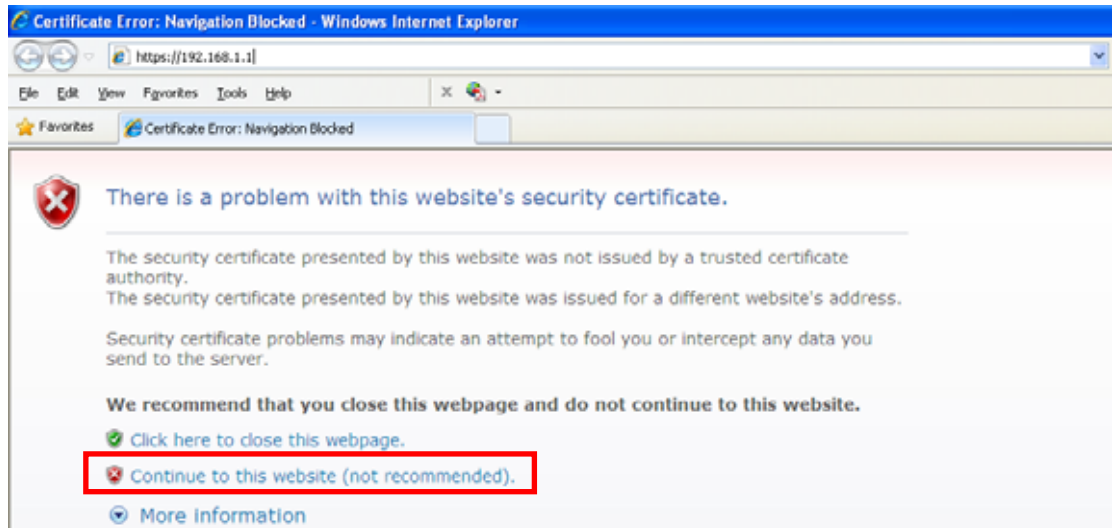 Certificate Error: Navigation Blocked - Windows Internet Explorer
https://192.168.1.1
File Edit View Favorites Tools Help
Favorites Certificate Error: Navigation Blocked
There is a problem with this website's security certificate.
The security certificate presented by this website was not issued by a trusted certificate
authority.
The security certificate presented by this website was issued for a different website's address.
Security certificate problems may indicate an attempt to fool you or intercept any data you
send to the server.
We recommend that you close this webpage and do not continue to this website.
Click here to close this webpage.
Continue to this website (not recommended).
More information